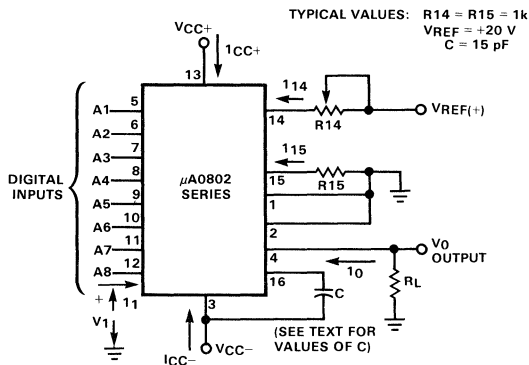 TYPICAL VALUES: R14 = R15 = 1k
VREF = +20 V
C = 15 pF
VCC+
ICC+
13
A1 5
A2 6
A3 7
A4 8
A5 9
A6 10
A7 11
A8 12
DIGITAL
INPUTS
µA0802
SERIES
I14
14
R14
VREF(+)
I15
15
R15
1
2
4
16
VO
OUTPUT
IO
RL
C
+
I1
V1
3
ICC−
VCC−
(SEE TEXT FOR
VALUES OF C)